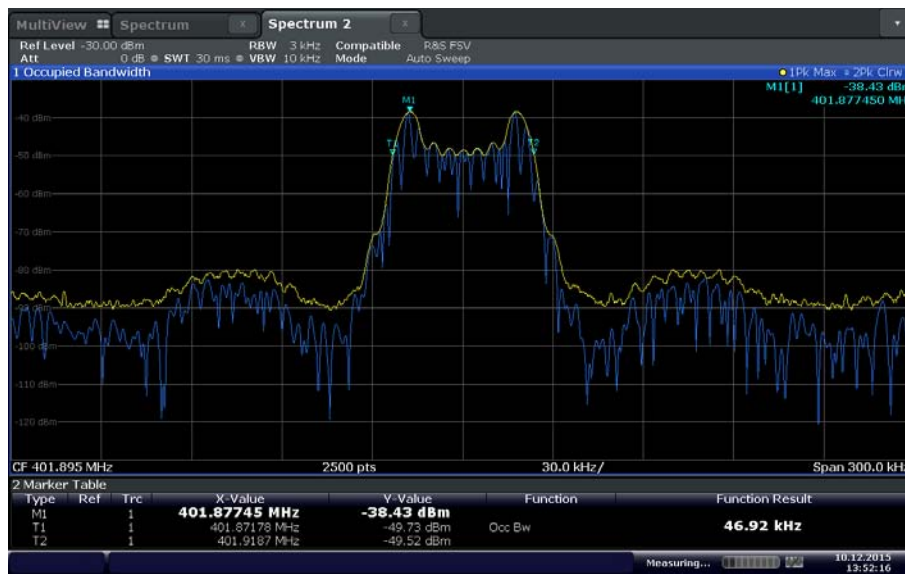 MultiView Spectrum x Spectrum 2 x
Ref Level -30.00 dBm RBW 3 kHz Compatible R&S FSV
Att 0 dB SWT 30 ms VBW 10 kHz Mode Auto Sweep
1 Occupied Bandwidth 1Pk Max 2Pk Clrw
M1[1] -38.43 dBm
401.877450 MH
M1
-40 dBm
T1 T2
-50 dBm
-60 dBm
-70 dBm
-80 dBm
-90 dBm
-100 dBm
-110 dBm
-120 dBm
CF 401.895 MHz 2500 pts 30.0 kHz/ Span 300.0 kHz
2 Marker Table
Type Ref Trc X-Value Y-Value Function Function Result
M1 1 401.87745 MHz -38.43 dBm
T1 1 401.87178 MHz -49.73 dBm Occ Bw 46.92 kHz
T2 1 401.9187 MHz -49.52 dBm
Measuring... 10.12.2015
13:52:16